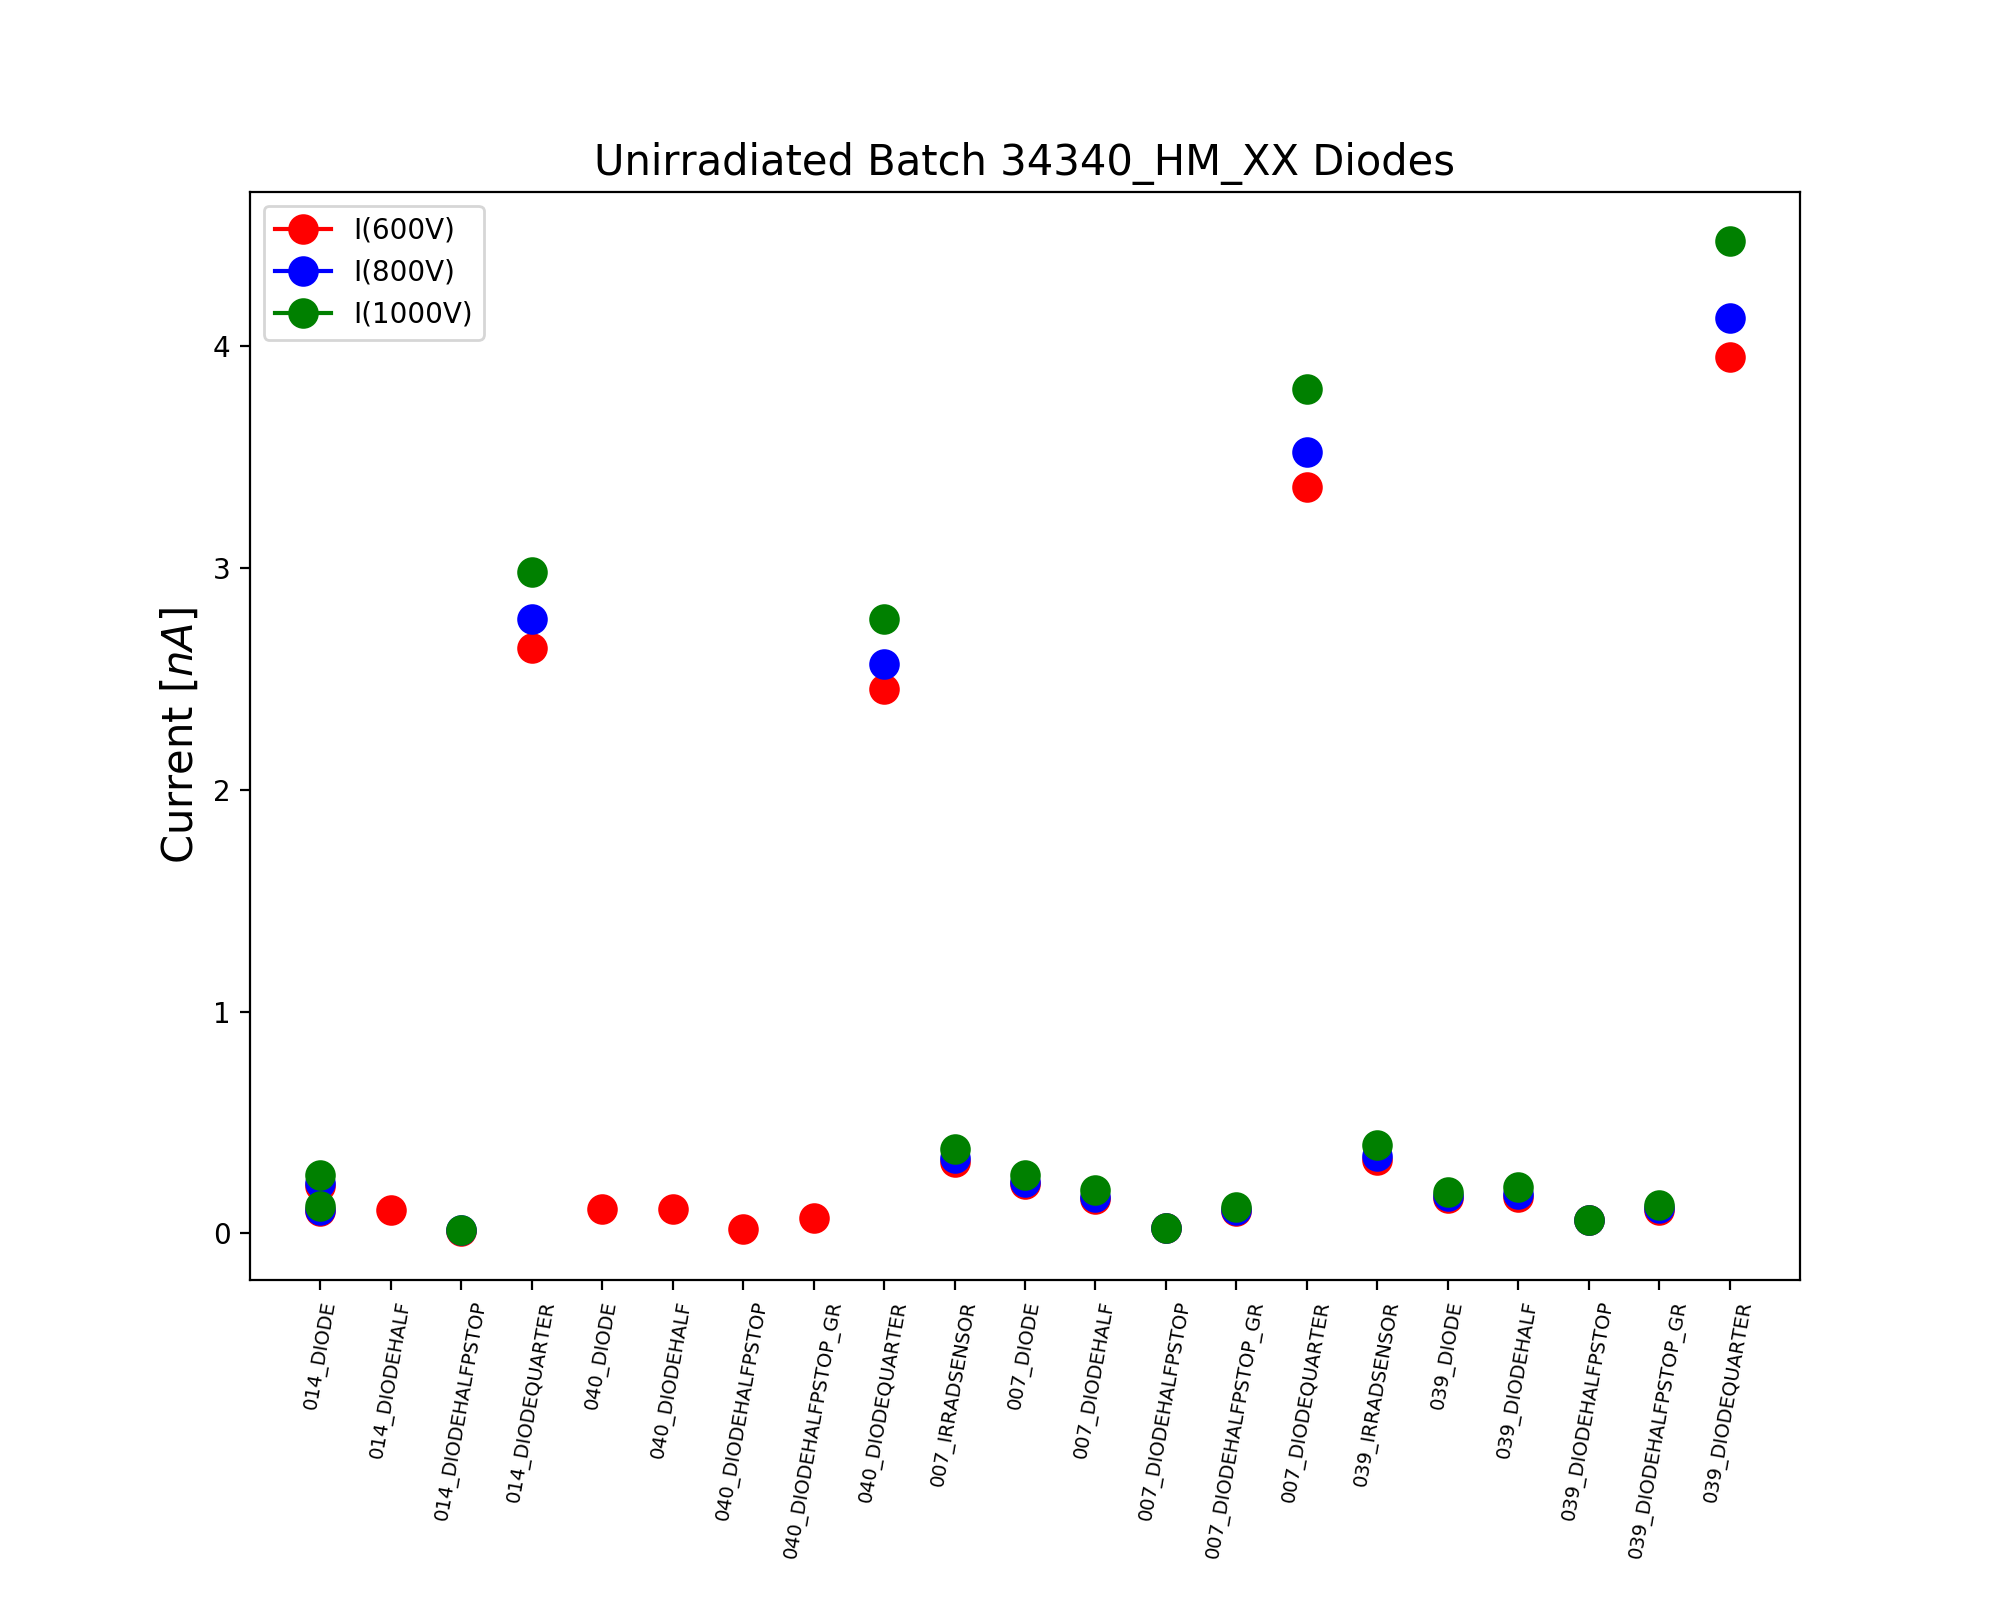 Unirradiated Batch 34340_HM_XX Diodes
I(600V)
I(800V)
I(1000V)
Current [nA]
4
3
2
1
0
014_DIODE
014_DIODEHALF
014_DIODEHALFPSTOP
014_DIODEQUARTER
040_DIODE
040_DIODEHALF
040_DIODEHALFPSTOP
040_DIODEHALFPSTOP_GR
040_DIODEQUARTER
007_IRRADSENSOR
007_DIODE
007_DIODEHALF
007_DIODEHALFPSTOP
007_DIODEHALFPSTOP_GR
007_DIODEQUARTER
039_IRRADSENSOR
039_DIODE
039_DIODEHALF
039_DIODEHALFPSTOP
039_DIODEHALFPSTOP_GR
039_DIODEQUARTER